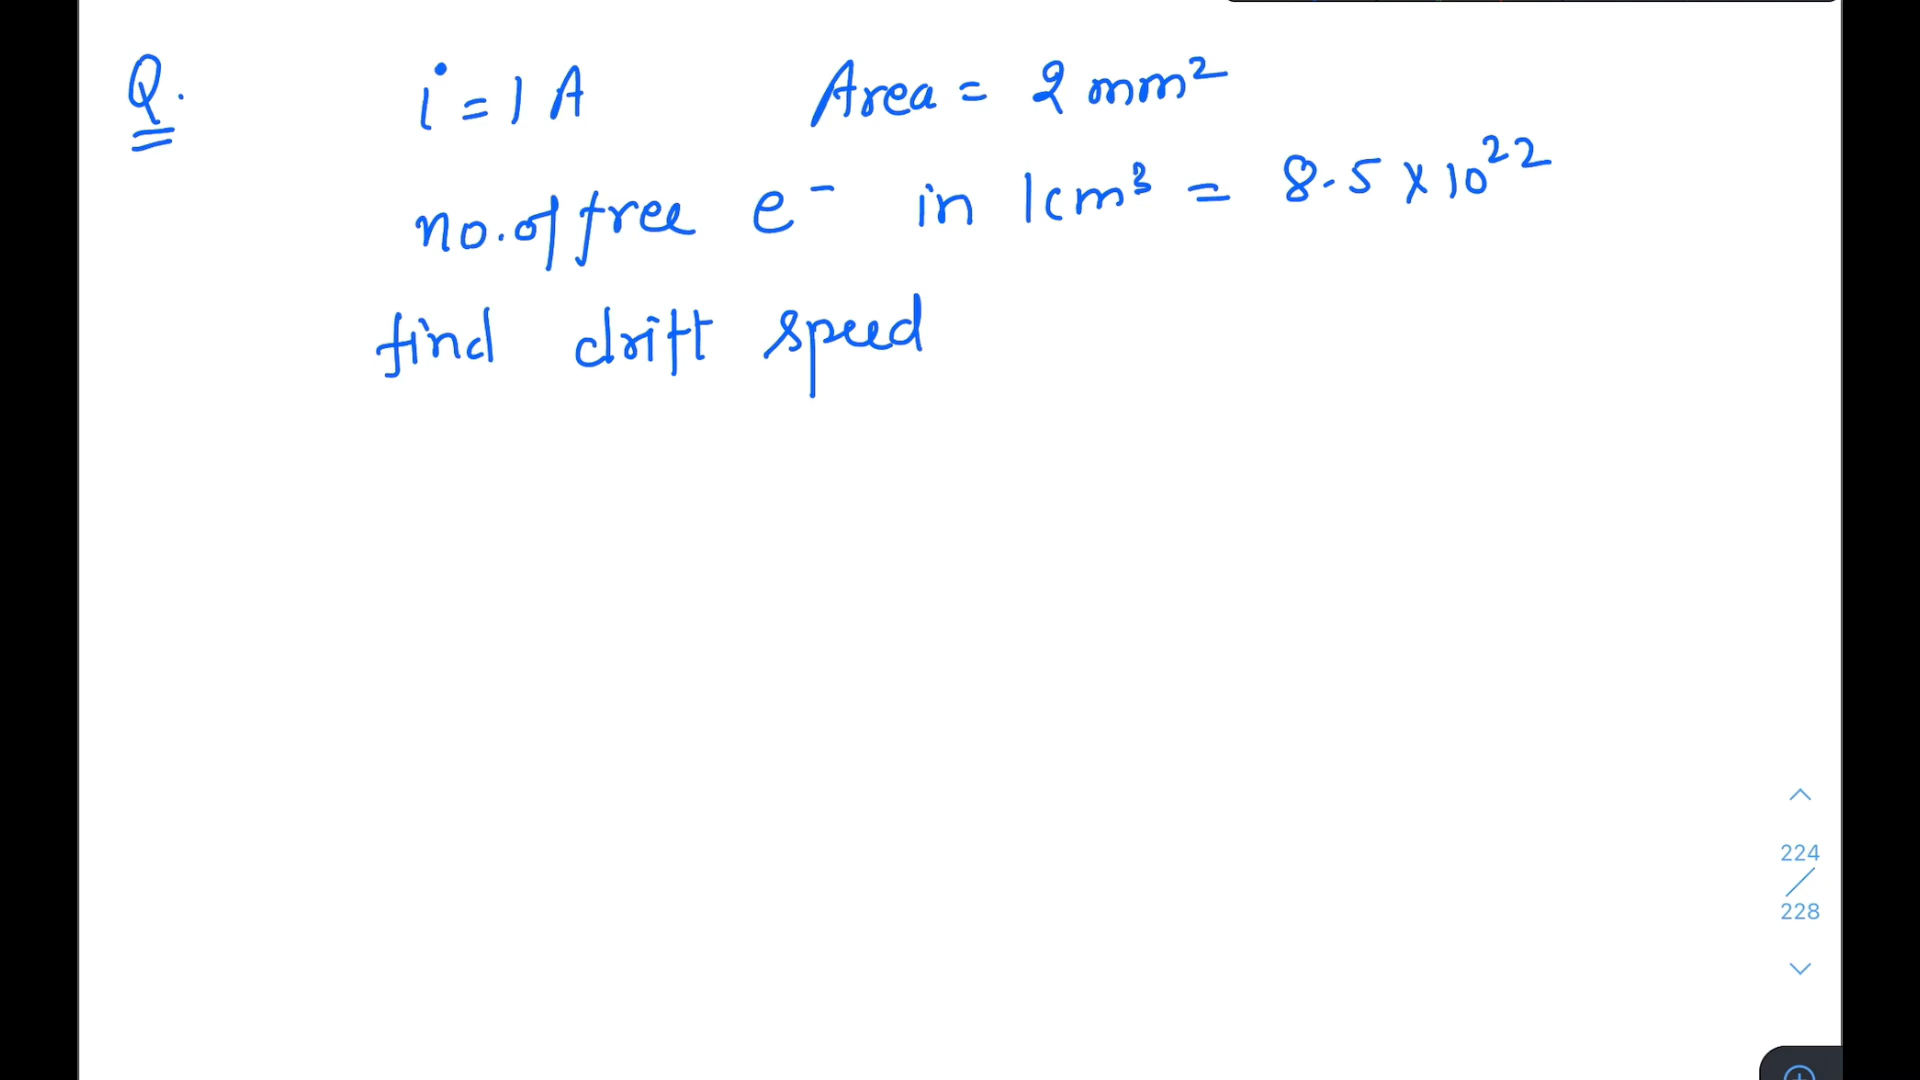 Q. i = 1 A Area = 2 mm²
no. of free e⁻ in 1cm³ = 8.5 x 10²²
find drift speed
224
/
228